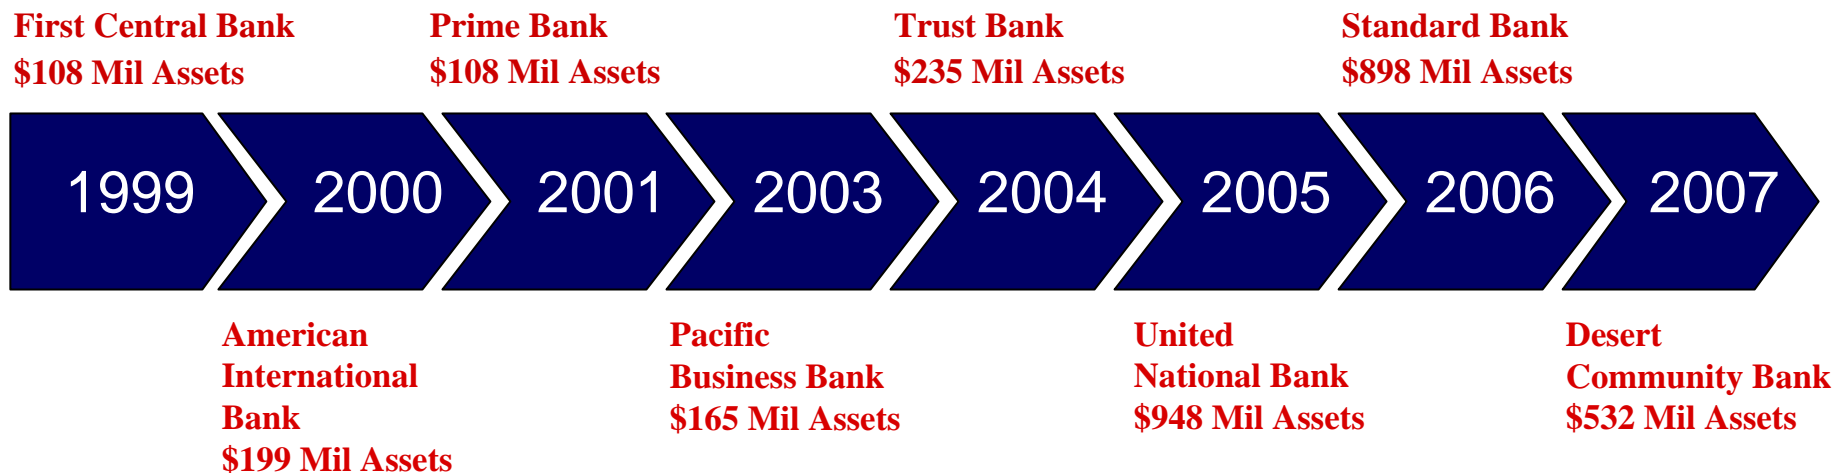 First Central Bank
$108 Mil Assets
Prime Bank
$108 Mil Assets
Trust Bank
$235 Mil Assets
Standard Bank
$898 Mil Assets
1999
2000
2001
2003
2004
2005
2006
2007
American
International
Bank
$199 Mil Assets
Pacific
Business Bank
$165 Mil Assets
United
National Bank
$948 Mil Assets
Desert
Community Bank
$532 Mil Assets